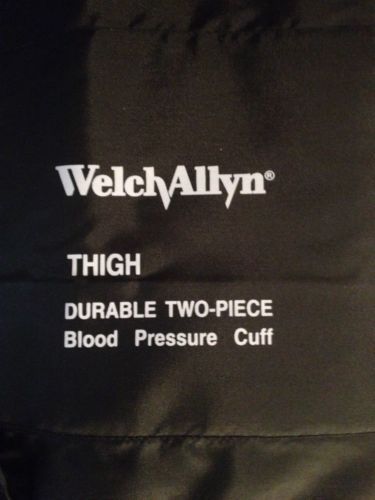 WelchAllyn®
THIGH
DURABLE TWO-PIECE
Blood Pressure Cuff